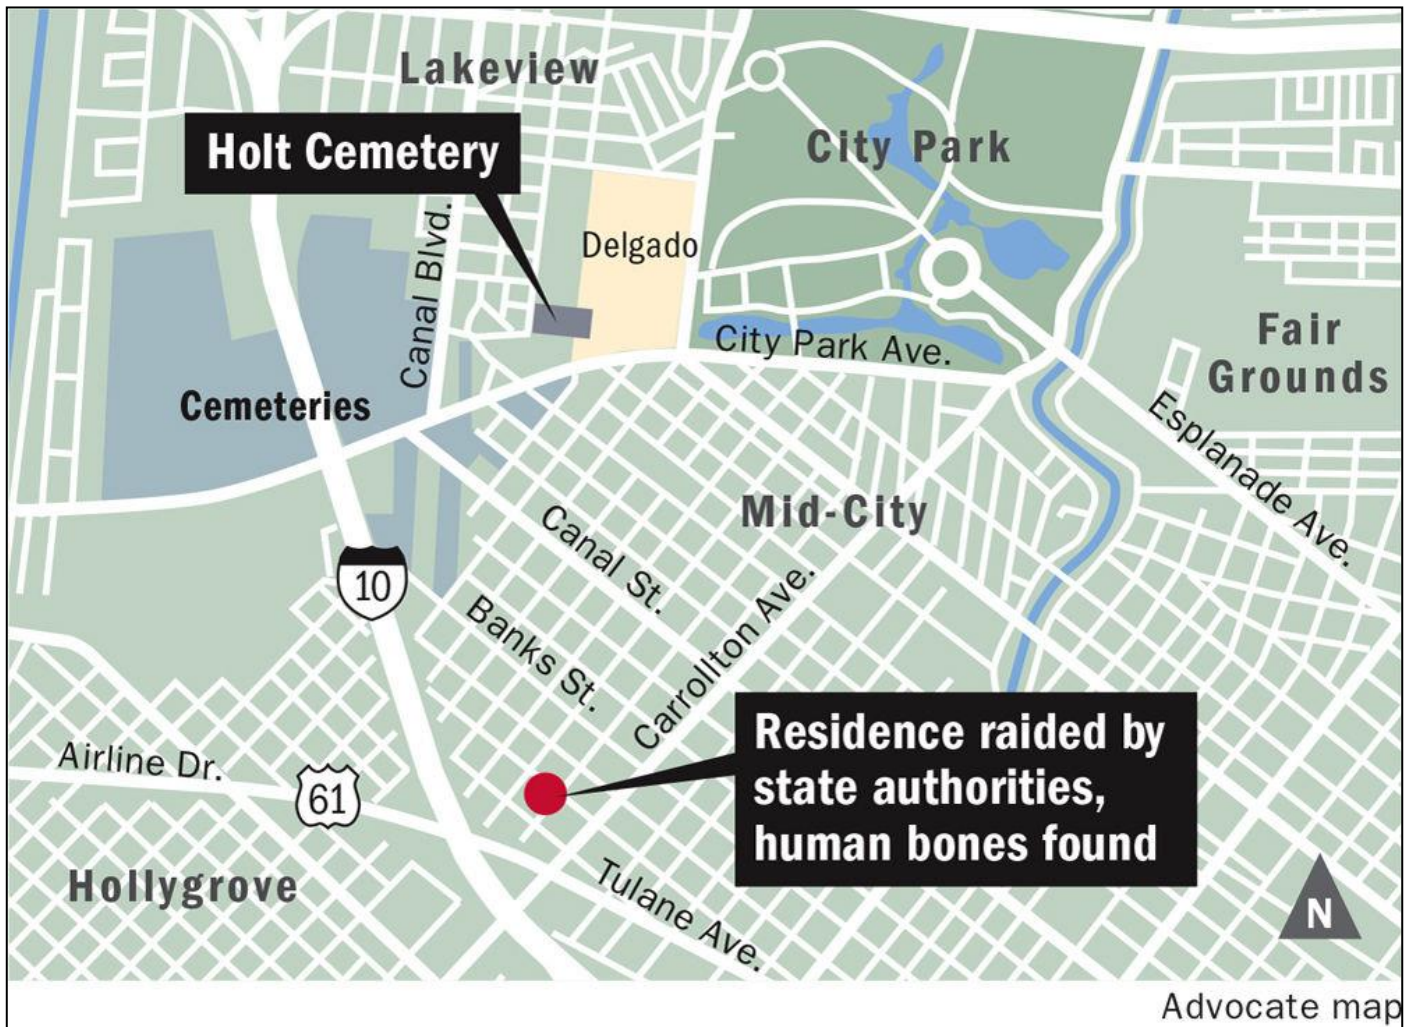 Lakeview
Holt Cemetery
City Park
Canal Blvd.
Delgado
City Park Ave.
Fair
Grounds
Cemeteries
Esplanade Ave.
Mid-City
Canal St.
10
Banks St.
Carrollton Ave.
Residence raided by
state authorities,
human bones found
Airline Dr.
61
Hollygrove
Tulane Ave.
N
Advocate map